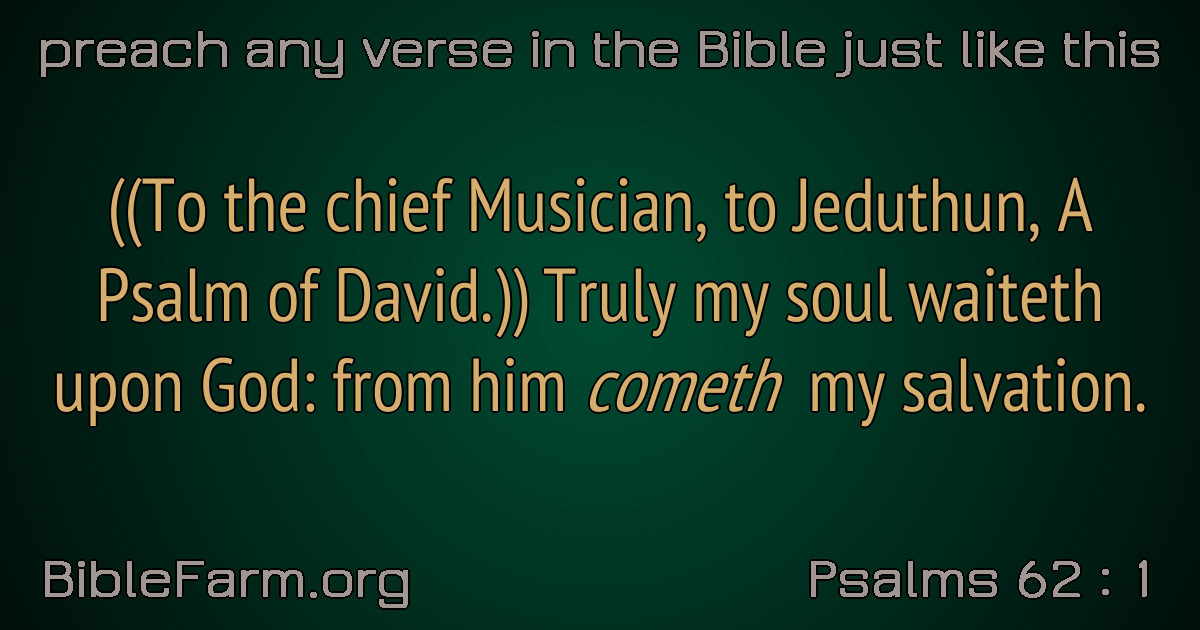 preach any verse in the Bible just like this
((To the chief Musician, to Jeduthun, A
Psalm of David.)) Truly my soul waiteth
upon God: from him cometh my salvation.
BibleFarm.org
Psalms 62 : 1